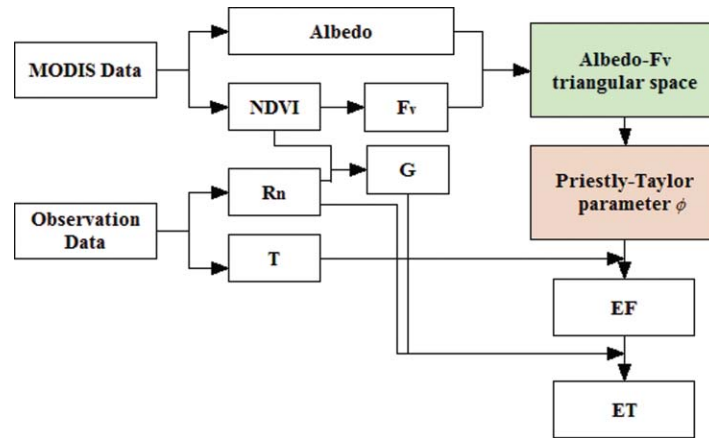 Albedo
MODIS Data
Albedo-Fv
triangular space
NDVI
Fv
G
Priestly-Taylor
parameter ϕ
Rn
Observation
Data
T
EF
ET